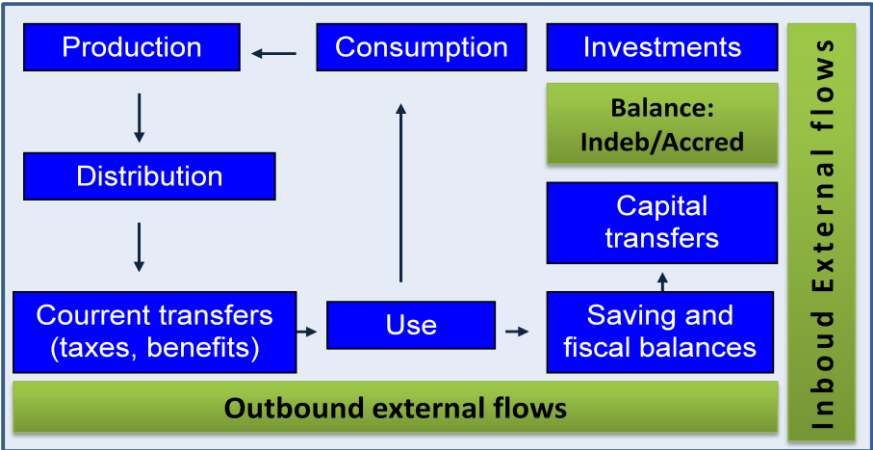 Production
Consumption
Investments
Balance:
Indeb/Accred
Distribution
Capital
transfers
Courrent transfers
(taxes, benefits)
Use
Saving and
fiscal balances
Outbound external flows
Inboud External flows